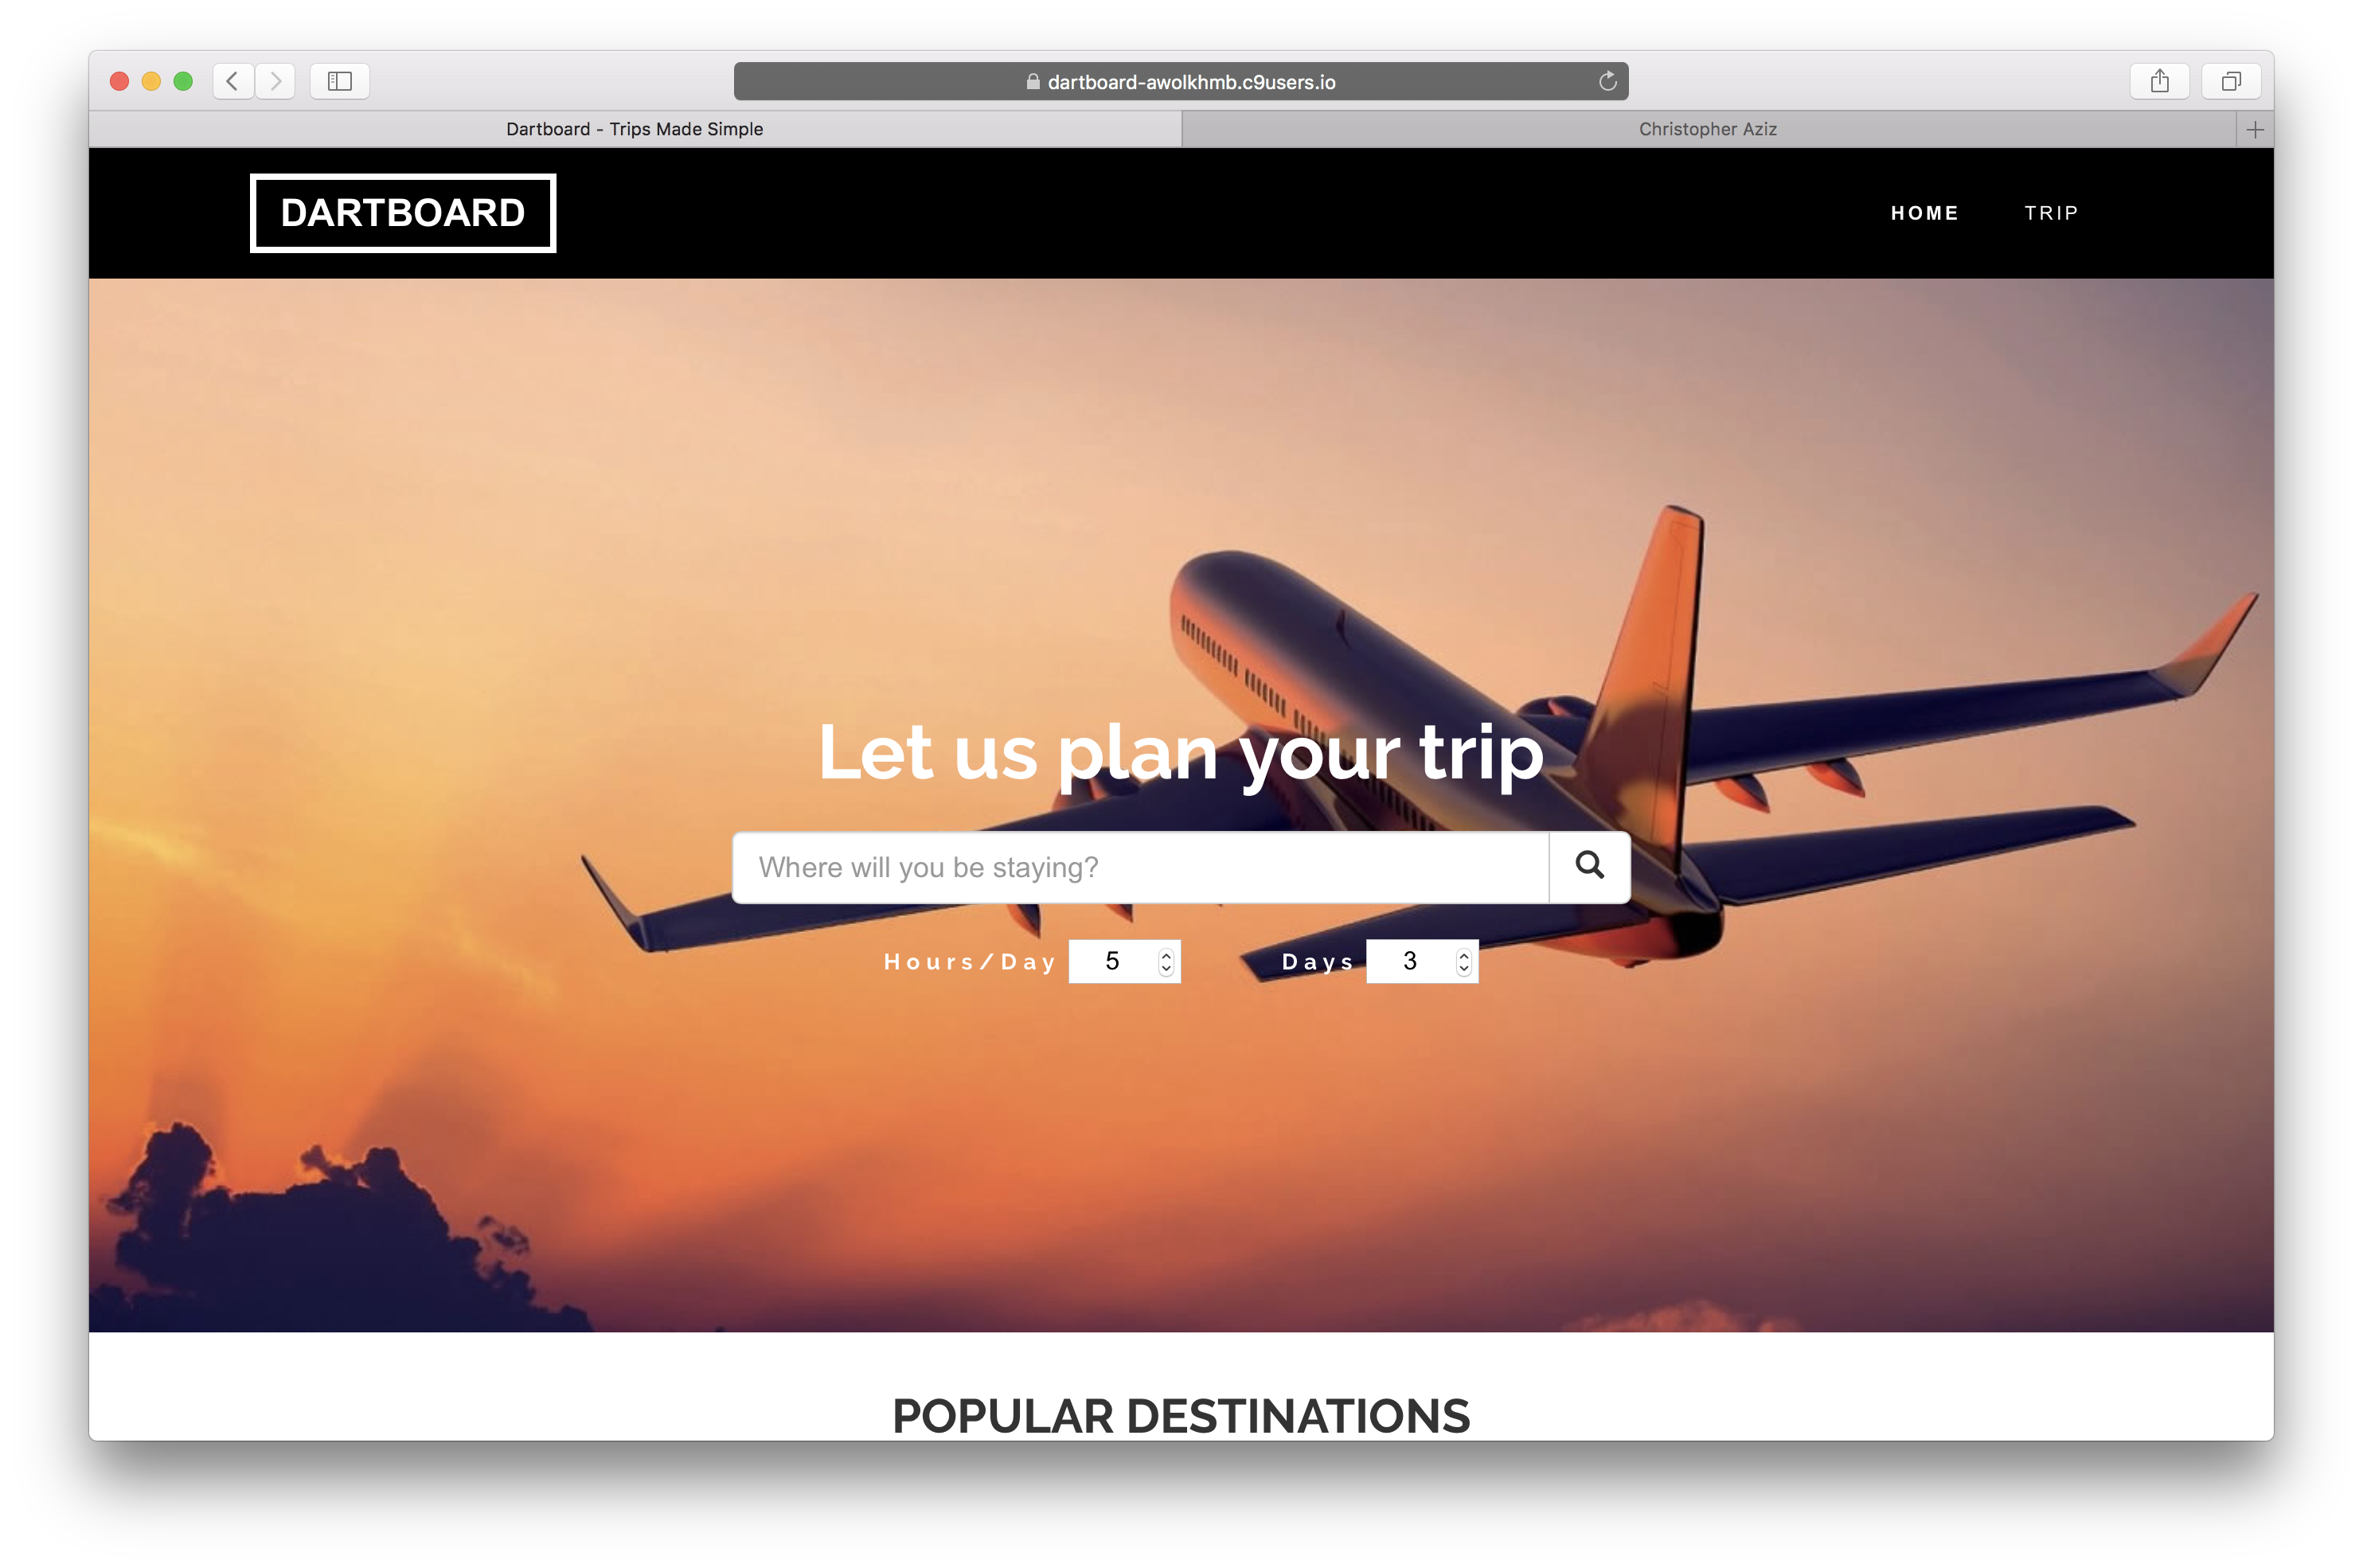 dartboard-awolkhmb.c9users.io
Dartboard - Trips Made Simple
Christopher Aziz
DARTBOARD
HOME
TRIP
Let us plan your trip
Where will you be staying?
Hours/Day 5 Days 3
POPULAR DESTINATIONS